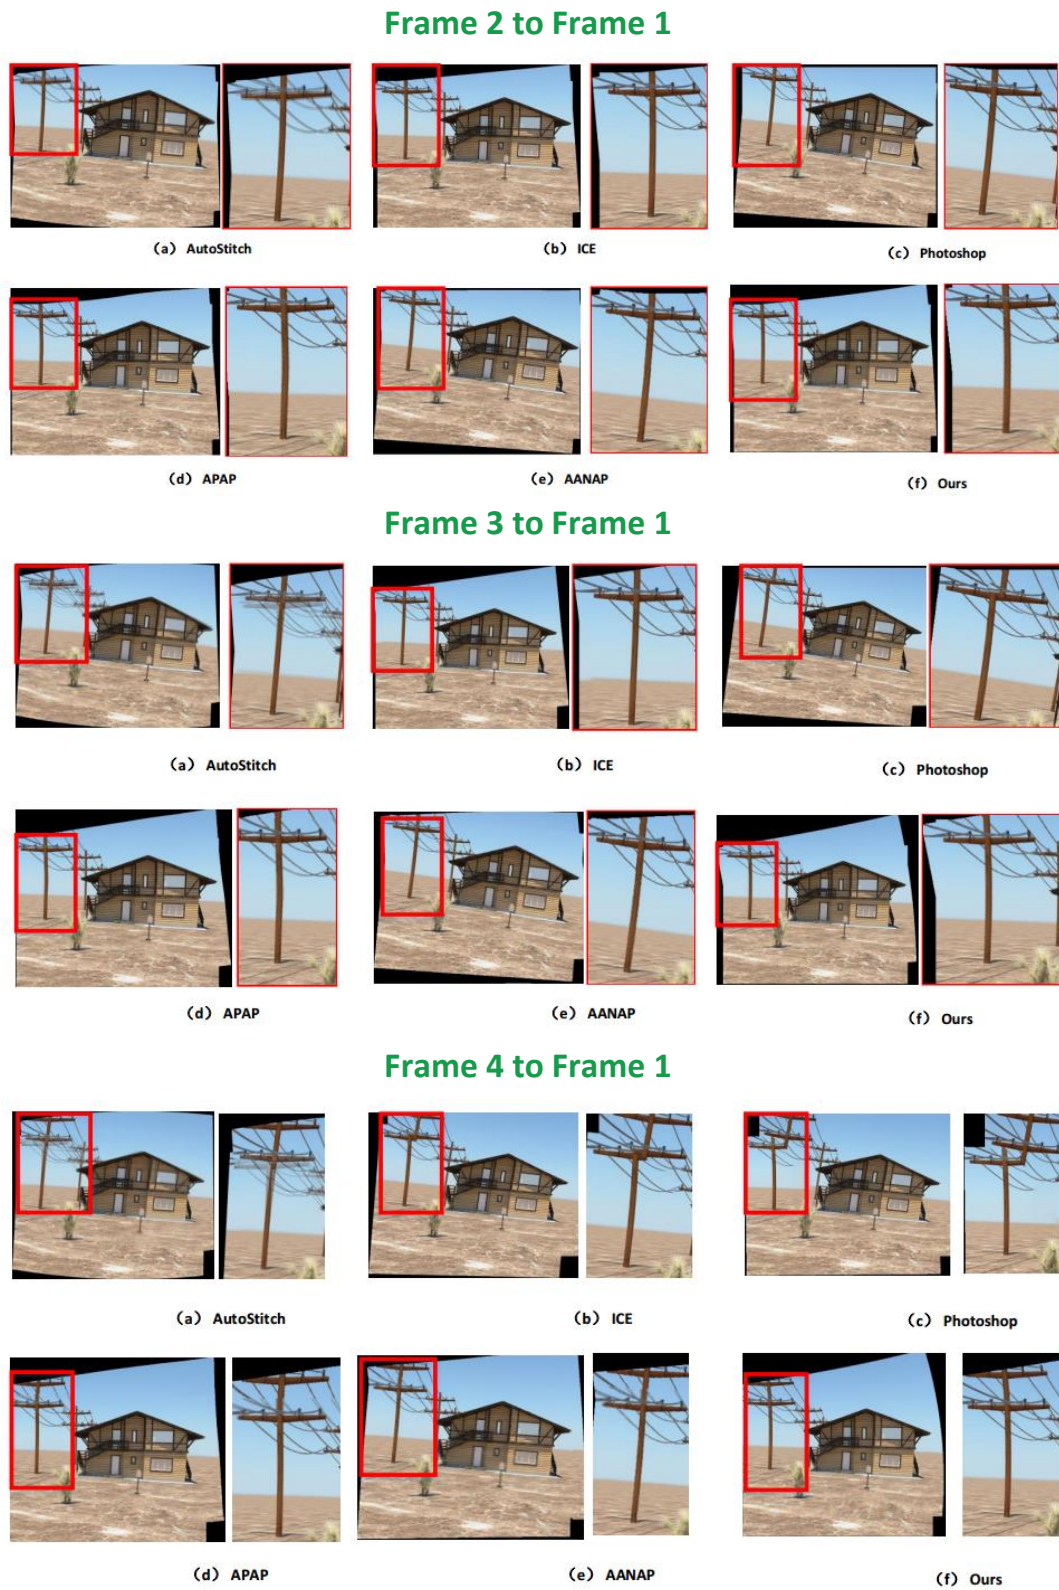 Frame 2 to Frame 1
(a) AutoStitch
(b) ICE
(c) Photoshop
(d) APAP
(e) AANAP
(f) Ours
Frame 3 to Frame 1
(a) AutoStitch
(b) ICE
(c) Photoshop
(d) APAP
(e) AANAP
(f) Ours
Frame 4 to Frame 1
(a) AutoStitch
(b) ICE
(c) Photoshop
(d) APAP
(e) AANAP
(f) Ours